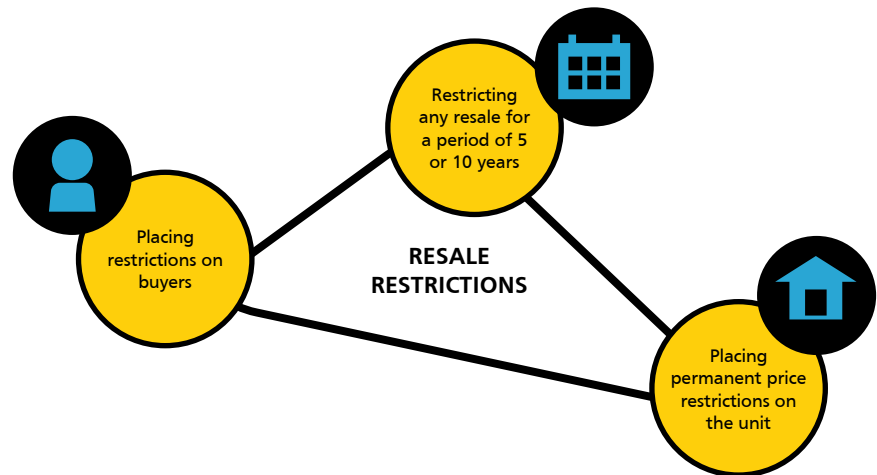 Restricting
any resale for
a period of 5
or 10 years
Placing
restrictions on
buyers
RESALE
RESTRICTIONS
Placing
permanent price
restrictions on
the unit